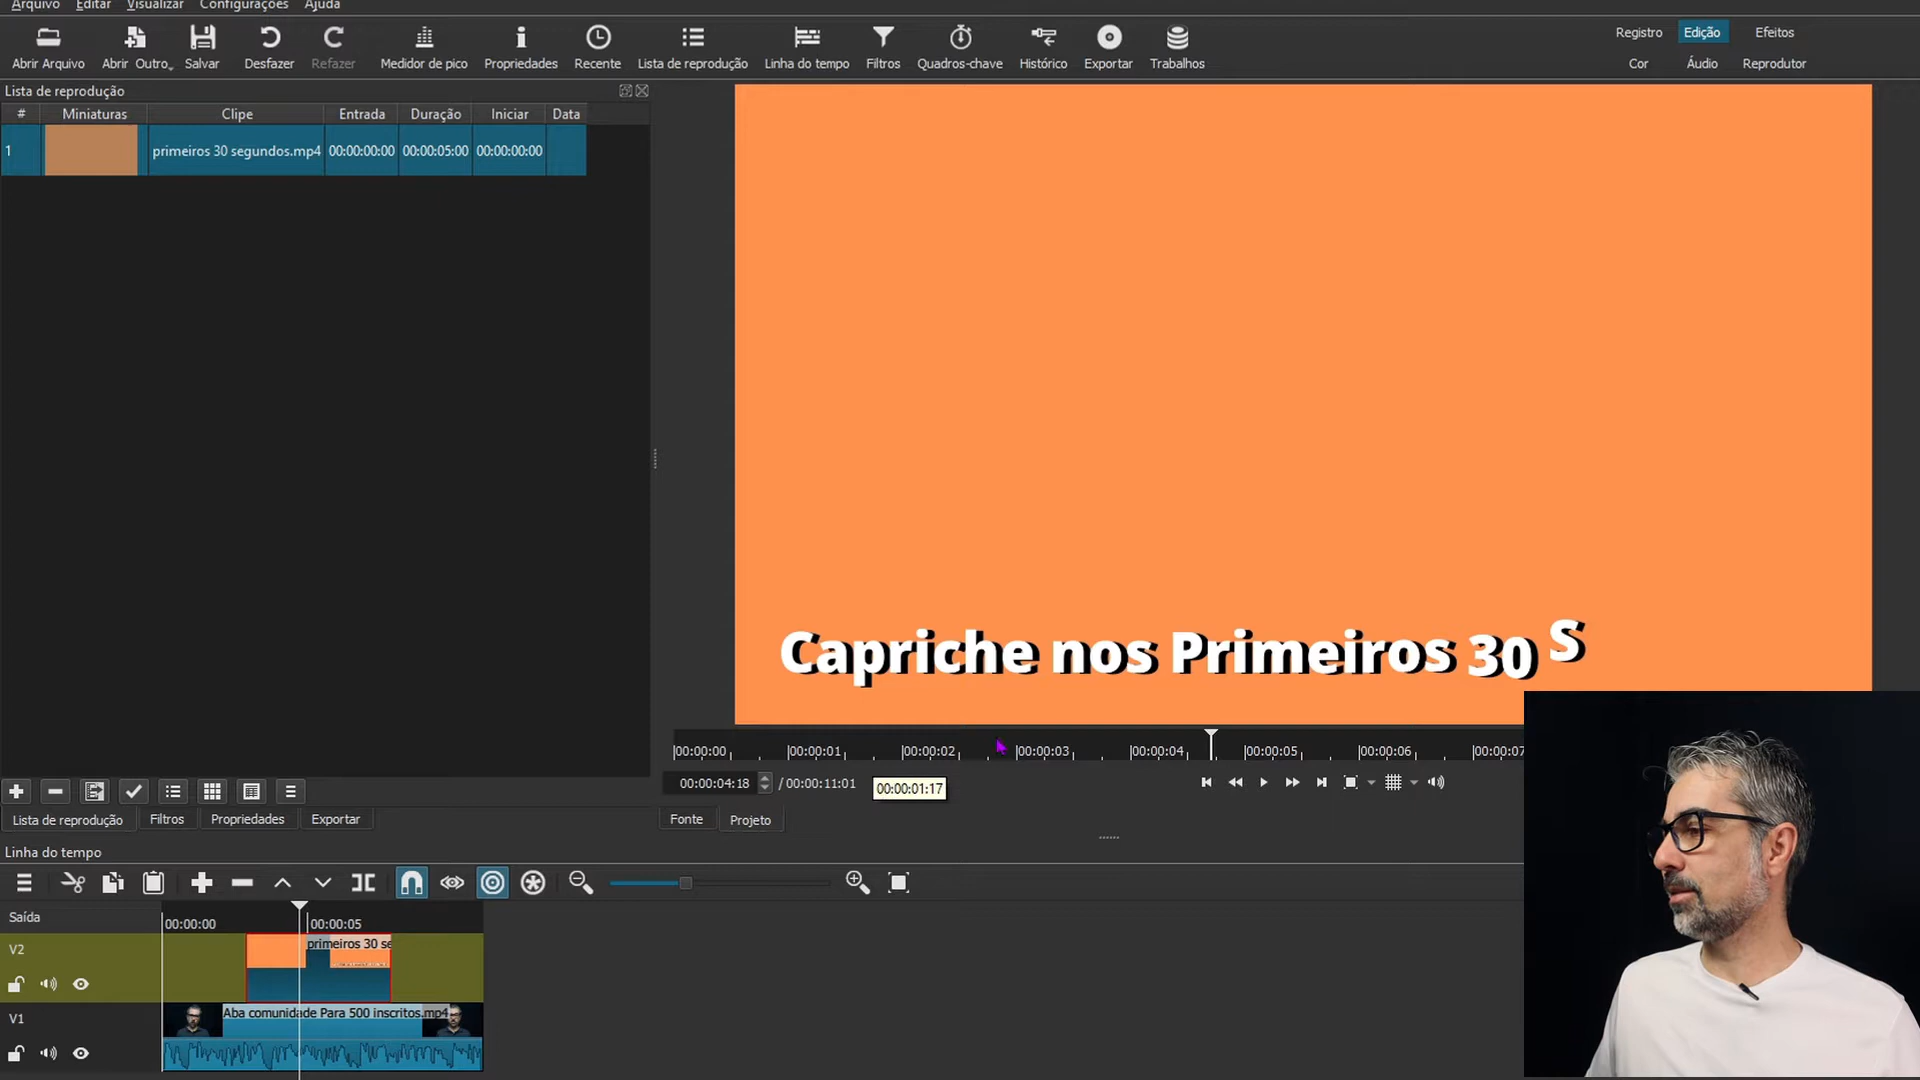 Arquivo Editar Visualizar Configurações Ajuda
Abrir Arquivo Abrir Outro Salvar Desfazer Refazer Medidor de pico Propriedades Recente Lista de reprodução Linha do tempo Filtros Quadros-chave Histórico Exportar Trabalhos
Registro Edição Efeitos
Cor Áudio Reprodutor
Lista de reprodução
# Miniaturas Clipe Entrada Duração Iniciar Data
1 primeiros 30 segundos.mp4 00:00:00:00 00:00:05:00 00:00:00:00
Capriche nos Primeiros 30 S
00:00:00 00:00:01 00:00:02 00:00:03 00:00:04 00:00:05 00:00:06 00:00:07
00:00:04:18 / 00:00:11:01 00:00:01:17
Lista de reprodução Filtros Propriedades Exportar
Fonte Projeto
Linha do tempo
Saída 00:00:00 00:00:05
V2 primeiros 30 se
V1 Aba comunidade Para 500 inscritos.mp4